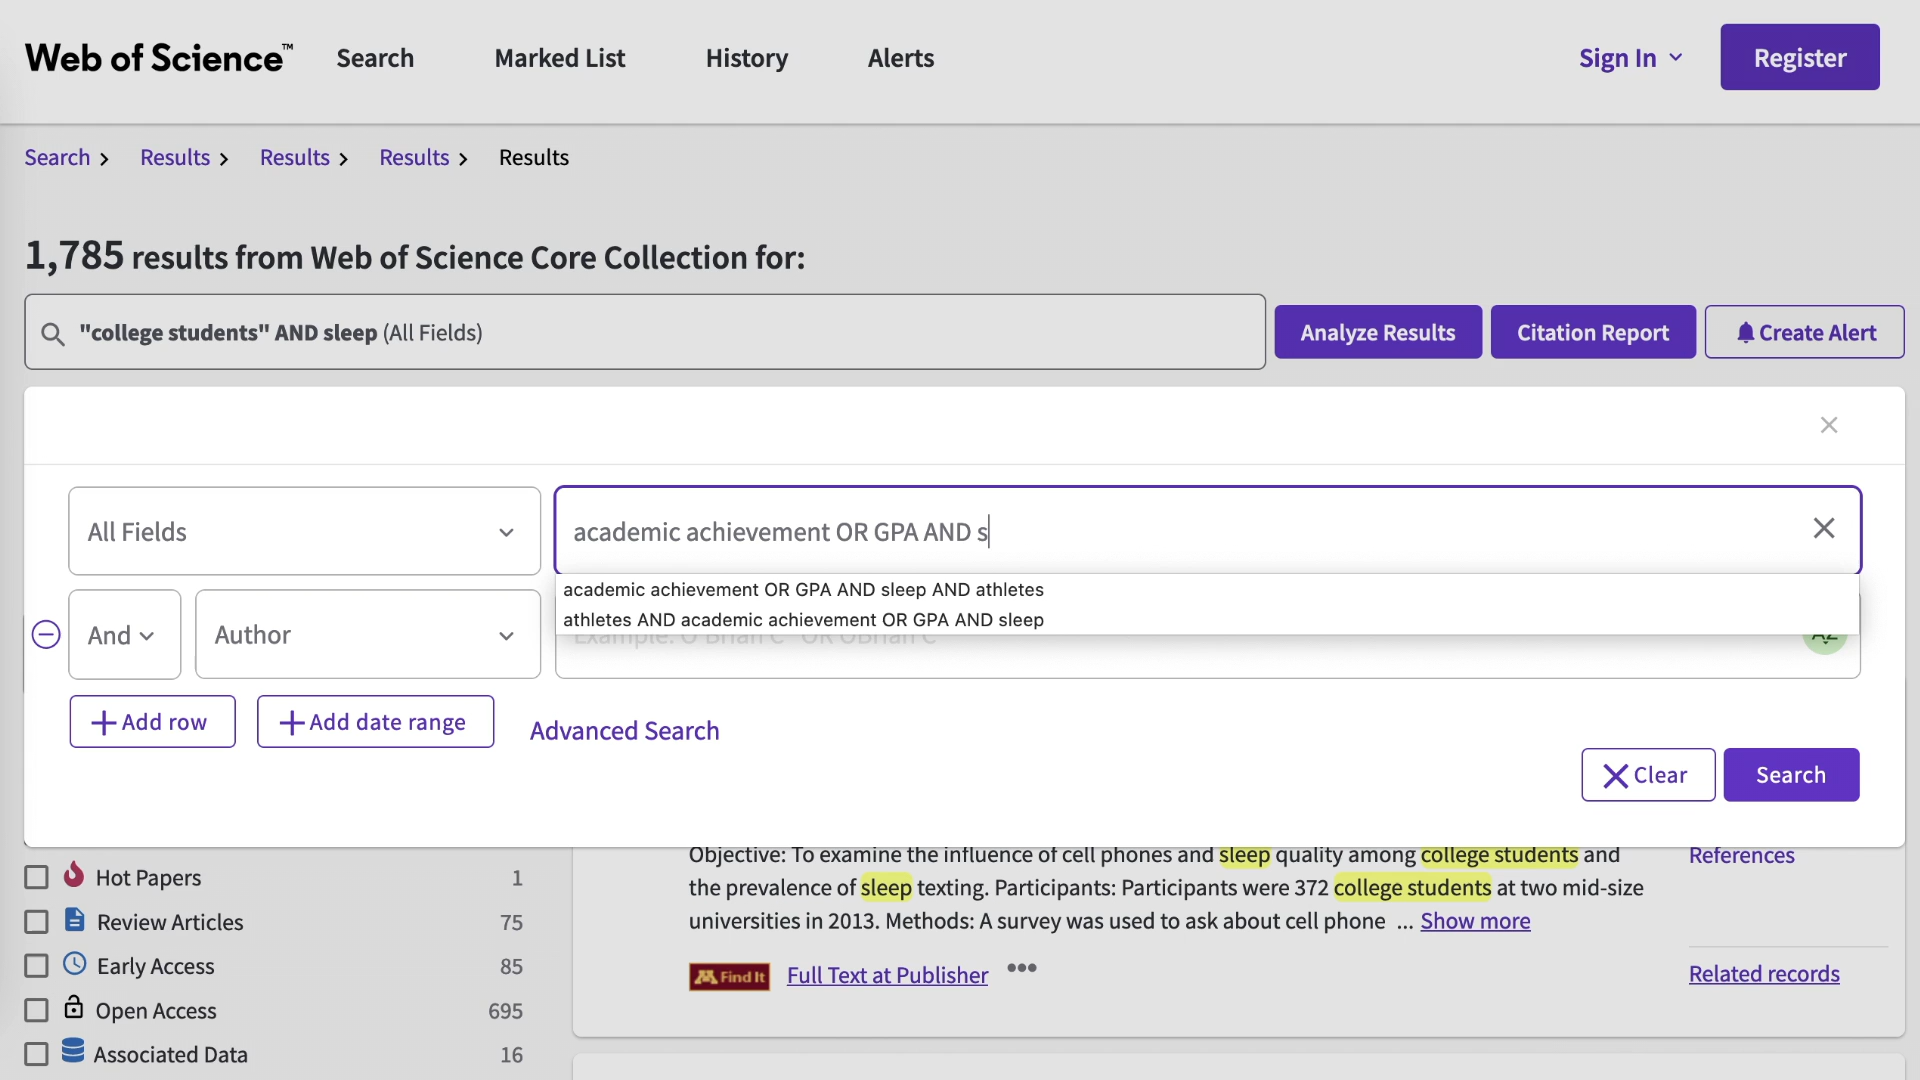 Web of Science™ Search Marked List History Alerts Sign In Register
Search Results Results Results Results
1,785 results from Web of Science Core Collection for:
"college students" AND sleep (All Fields) Analyze Results Citation Report Create Alert
All Fields academic achievement OR GPA AND s
academic achievement OR GPA AND sleep AND athletes
athletes AND academic achievement OR GPA AND sleep
And Author Example: O'Brian C* OR OBrian C* AZ
Add row Add date range Advanced Search
Clear Search
Objective: To examine the influence of cell phones and sleep quality among college students and References
Hot Papers 1
the prevalence of sleep texting. Participants: Participants were 372 college students at two mid-size
Review Articles 75
universities in 2013. Methods: A survey was used to ask about cell phone ... Show more
Early Access 85
M Find It Full Text at Publisher ••• Related records
Open Access 695
Associated Data 16